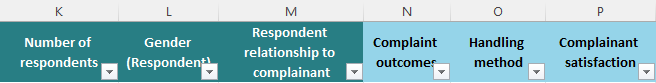 K L M N O P
Number of respondents
Gender (Respondent)
Respondent relationship to complainant
Complaint outcomes
Handling method
Complainant satisfaction